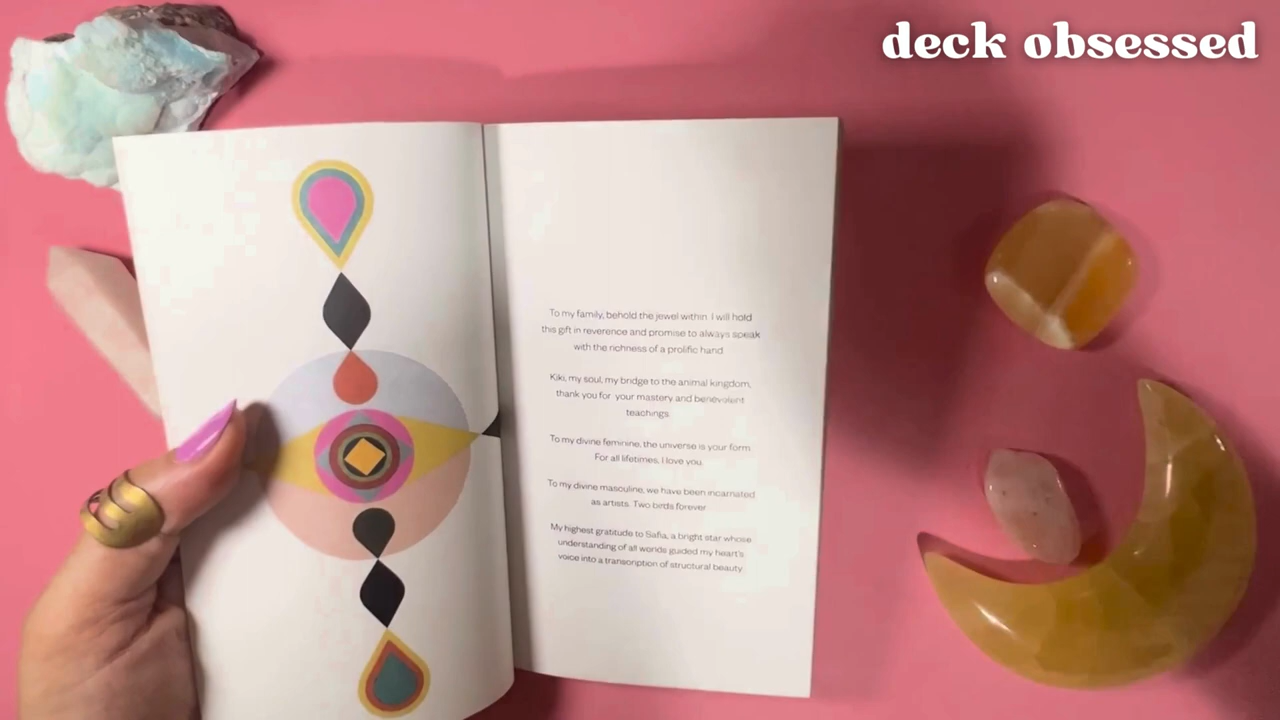 deck obsessed
To my family, behold the jewel within. I will hold
this gift in reverence and promise to always speak
with the richness of a prolific hand
Kiki, my soul, my bridge to the animal kingdom,
thank you for your mastery and benevolent
teachings
To my divine feminine, the universe is your form.
For all lifetimes, I love you.
To my divine masculine, we have been incarnated
as artists. Two birds forever
My highest gratitude to Safia, a bright star whose
understanding of all worlds guided my heart's
voice into a transcription of structural beauty